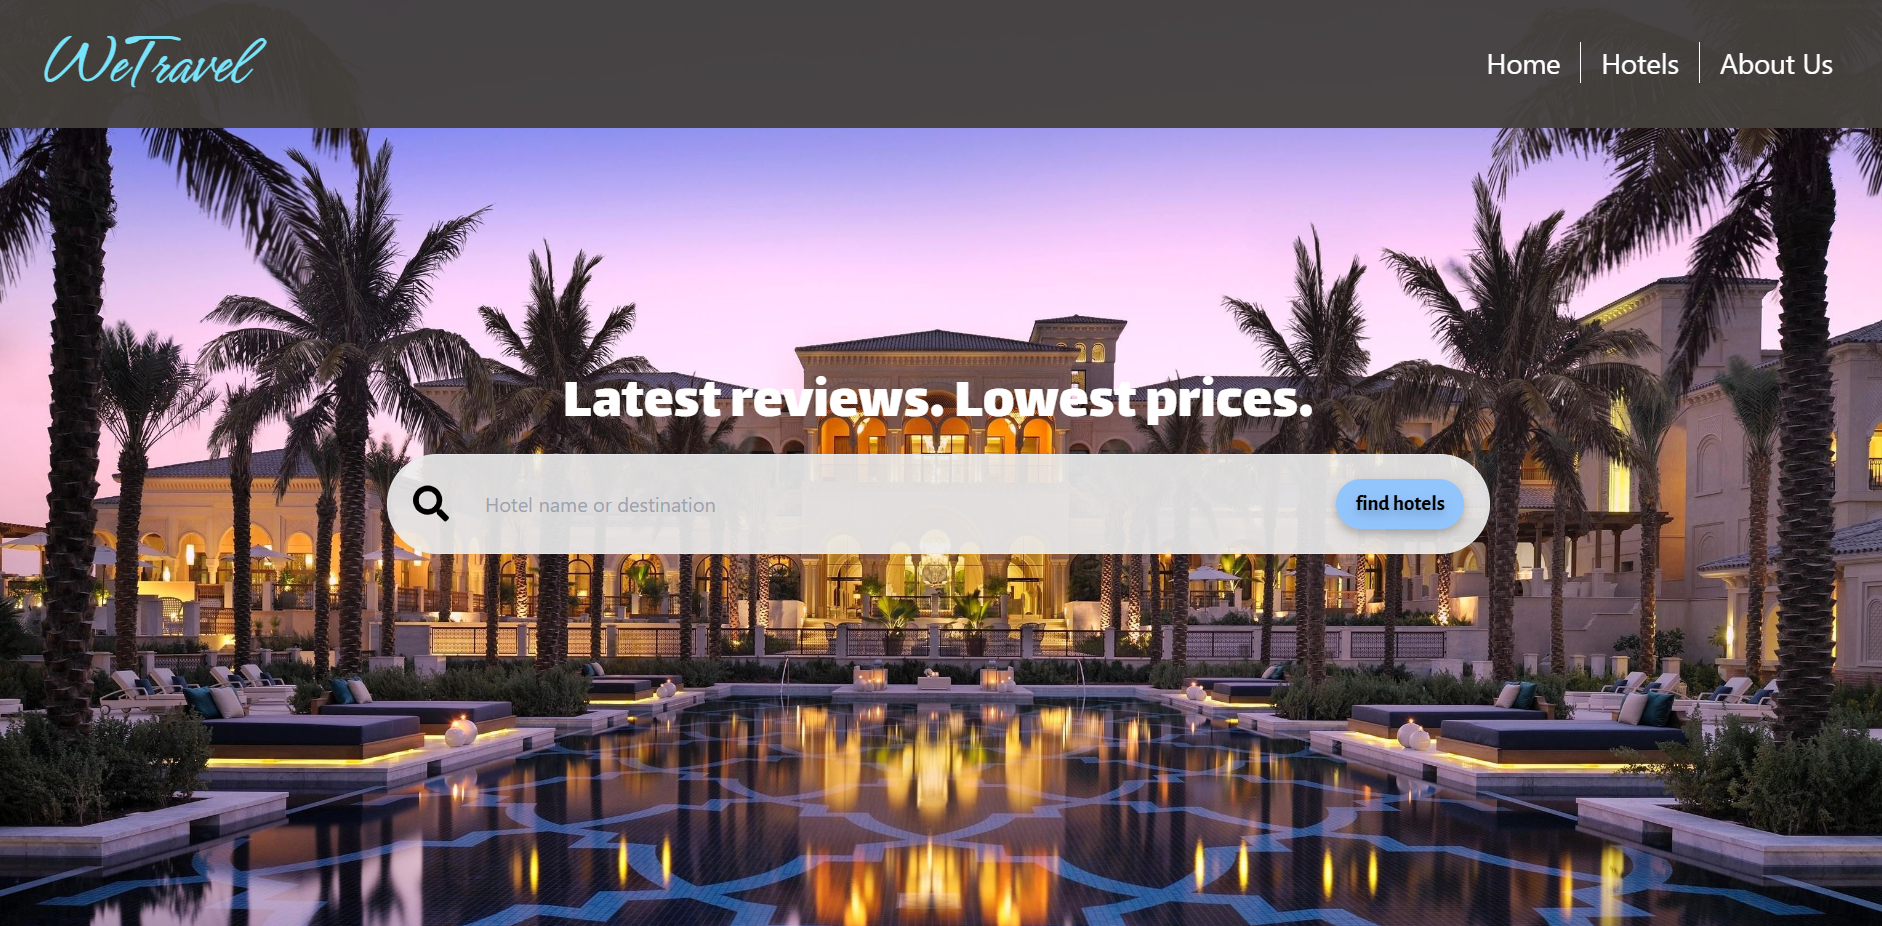 WeTravel
Home
Hotels
About Us
Latest reviews. Lowest prices.
Hotel name or destination
find hotels